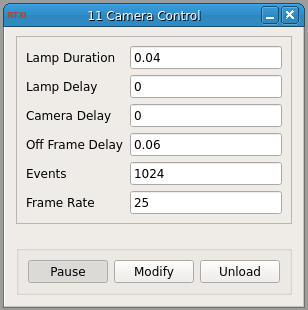 RTXI 11 Camera Control
Lamp Duration 0.04
Lamp Delay 0
Camera Delay 0
Off Frame Delay 0.06
Events 1024
Frame Rate 25
Pause Modify Unload